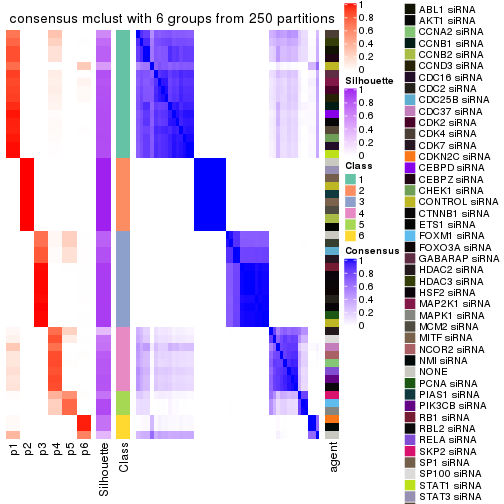 consensus mclust with 6 groups from 250 partitions
1
0.8
0.6
0.4
0.2
0
Silhouette
1
0.8
0.6
0.4
0.2
0
Class
1
2
3
4
5
6
Consensus
1
0.8
0.6
0.4
0.2
0
p1
p2
p3
p4
p5
p6
Silhouette
Class
agent
ABL1 siRNA
AKT1 siRNA
CCNA2 siRNA
CCNB1 siRNA
CCNB2 siRNA
CCND3 siRNA
CDC16 siRNA
CDC2 siRNA
CDC25B siRNA
CDC37 siRNA
CDK2 siRNA
CDK4 siRNA
CDK7 siRNA
CDKN2C siRNA
CEBPD siRNA
CEBPZ siRNA
CHEK1 siRNA
CONTROL siRNA
CTNNB1 siRNA
ETS1 siRNA
FOXM1 siRNA
FOXO3A siRNA
GABARAP siRNA
HDAC2 siRNA
HDAC3 siRNA
HSF2 siRNA
MAP2K1 siRNA
MAPK1 siRNA
MCM2 siRNA
MITF siRNA
NCOR2 siRNA
NMI siRNA
NONE
PCNA siRNA
PIAS1 siRNA
PIK3CB siRNA
RB1 siRNA
RBL2 siRNA
RELA siRNA
SKP2 siRNA
SP1 siRNA
SP100 siRNA
STAT1 siRNA
STAT3 siRNA